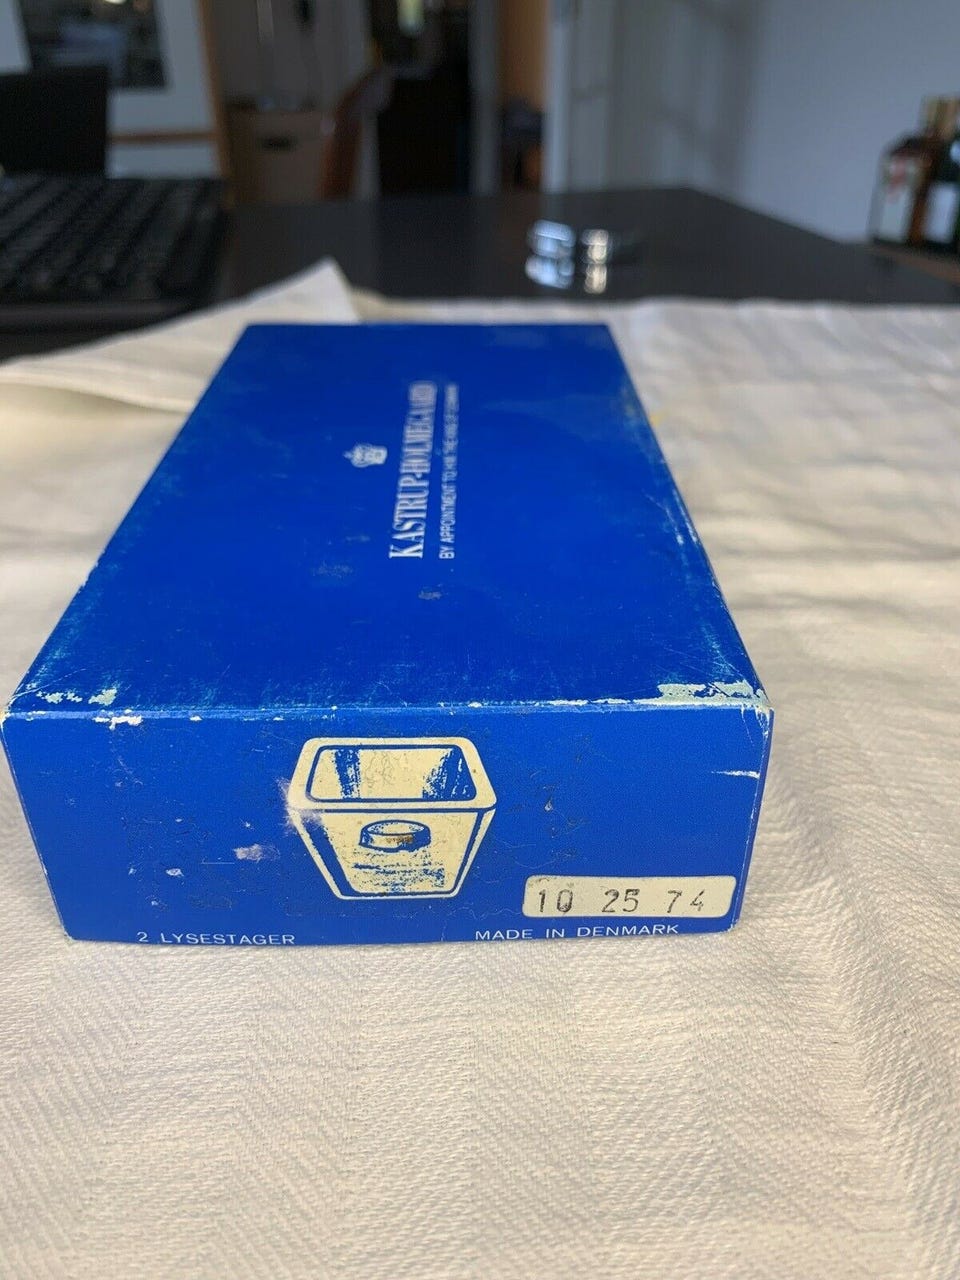 KASTRUP-HOLMEGAARD
BY APPOINTMENT TO H.M. THE KING OF DENMARK
10 25 74
2 LYSESTAGER
MADE IN DENMARK